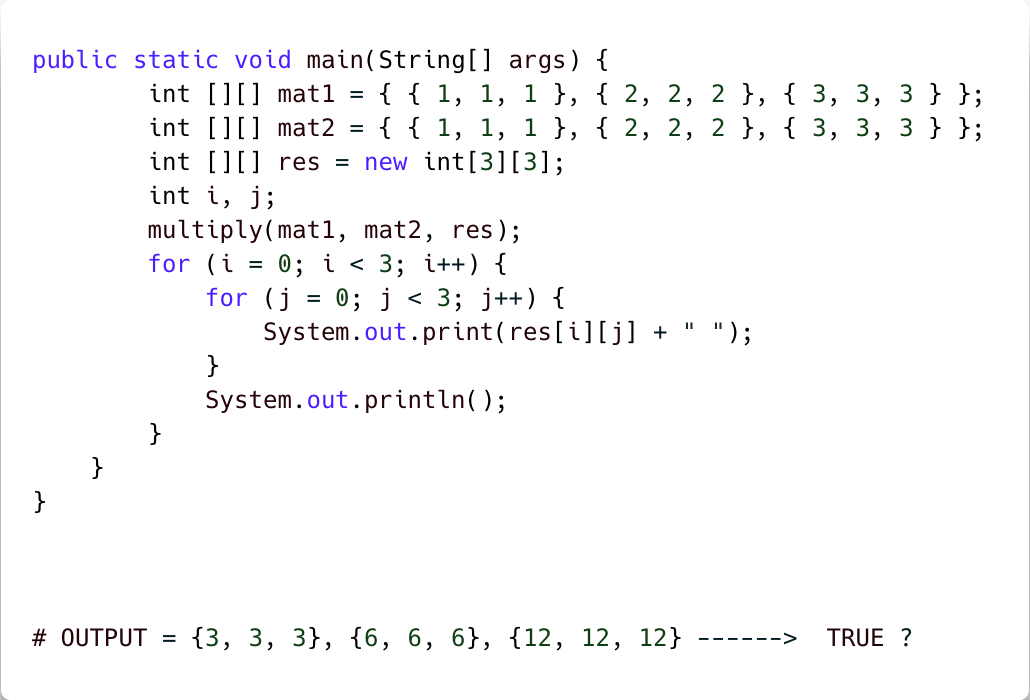 public static void main(String[] args) {
        int [][] mat1 = { { 1, 1, 1 }, { 2, 2, 2 }, { 3, 3, 3 } };
        int [][] mat2 = { { 1, 1, 1 }, { 2, 2, 2 }, { 3, 3, 3 } };
        int [][] res = new int[3][3];
        int i, j;
        multiply(mat1, mat2, res);
        for (i = 0; i < 3; i++) {
            for (j = 0; j < 3; j++) {
                System.out.print(res[i][j] + " ");
            }
            System.out.println();
        }
    }
}
# OUTPUT = {3, 3, 3}, {6, 6, 6}, {12, 12, 12} ------>  TRUE ?